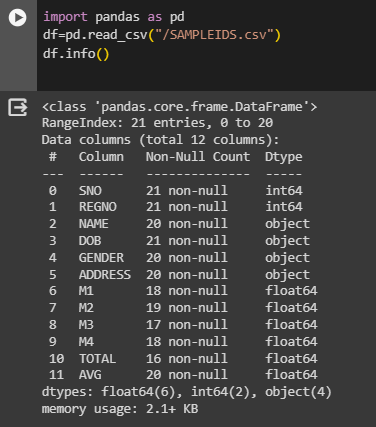 import pandas as pd
df=pd.read_csv("/SAMPLEIDS.csv")
df.info()
<class 'pandas.core.frame.DataFrame'>
RangeIndex: 21 entries, 0 to 20
Data columns (total 12 columns):
 #   Column   Non-Null Count  Dtype
---  ------   --------------  -----
 0   SNO      21 non-null     int64
 1   REGNO    21 non-null     int64
 2   NAME     20 non-null     object
 3   DOB      21 non-null     object
 4   GENDER   20 non-null     object
 5   ADDRESS  20 non-null     object
 6   M1       18 non-null     float64
 7   M2       19 non-null     float64
 8   M3       17 non-null     float64
 9   M4       18 non-null     float64
 10  TOTAL    16 non-null     float64
 11  AVG      20 non-null     float64
dtypes: float64(6), int64(2), object(4)
memory usage: 2.1+ KB